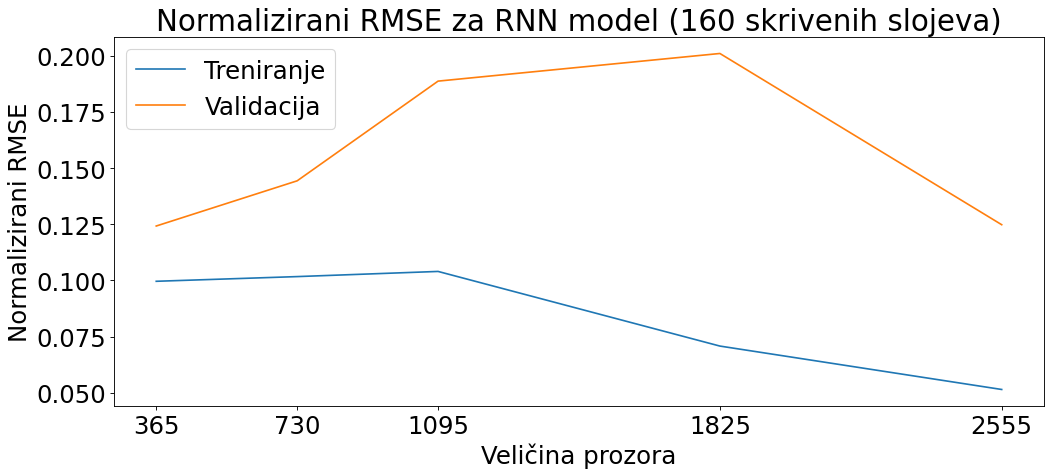 Normalizirani RMSE za RNN model (160 skrivenih slojeva)
Treniranje
Validacija
Normalizirani RMSE
0.200
0.175
0.150
0.125
0.100
0.075
0.050
365 730 1095 1825 2555
Veličina prozora